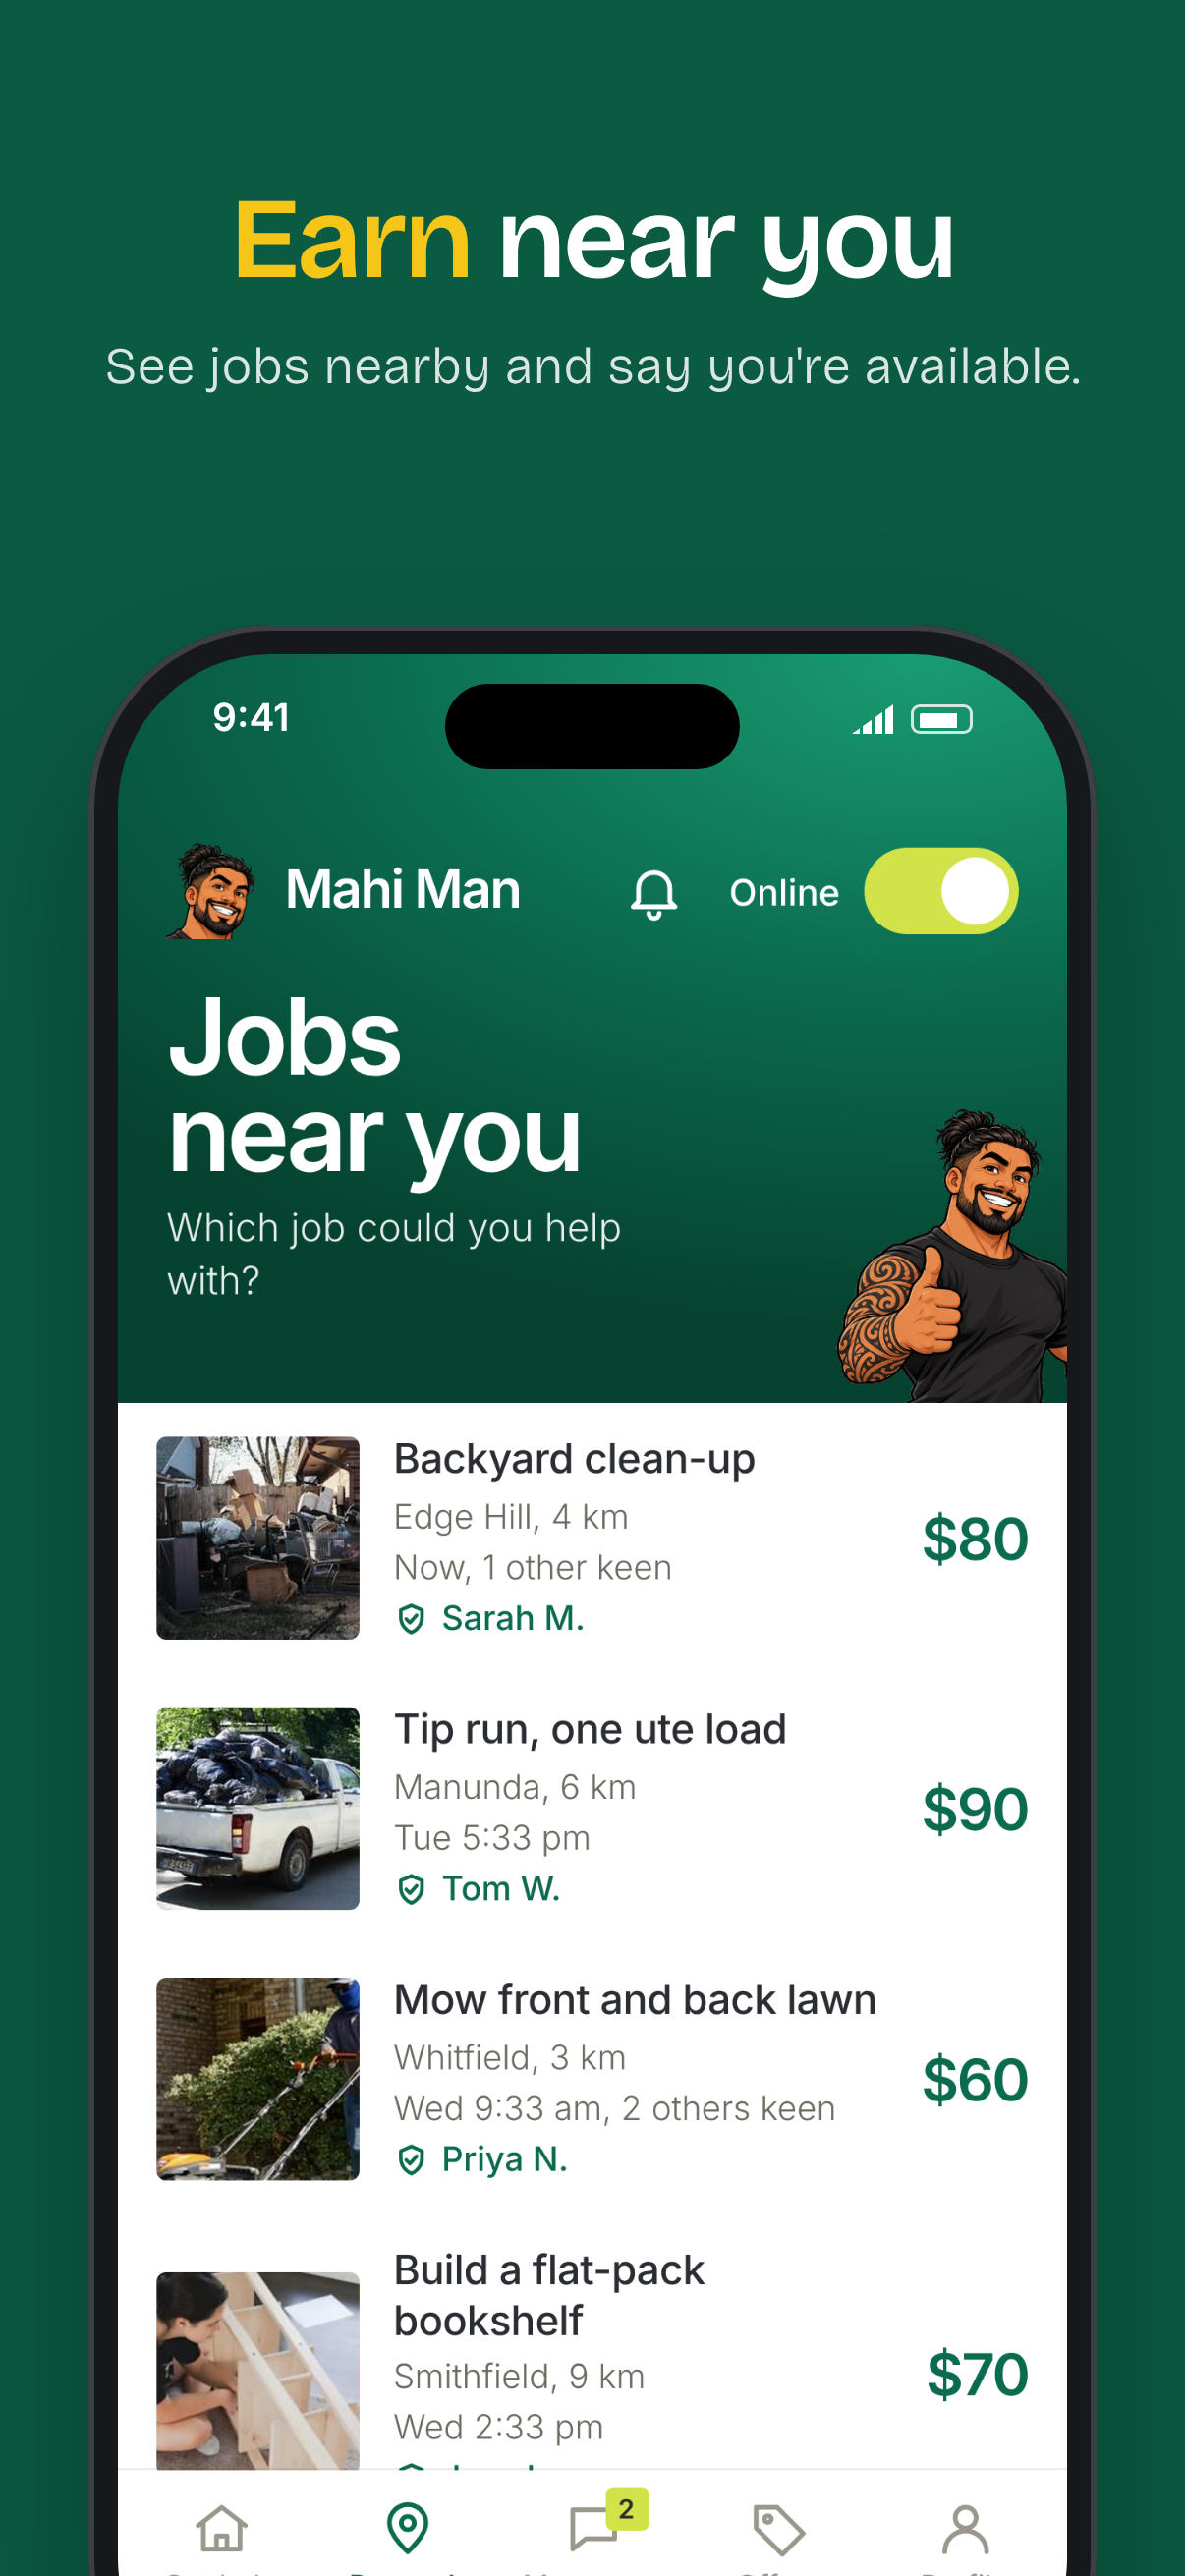 Earn near you
See jobs nearby and say you're available.
9:41
Mahi Man
Online
Jobs
near you
Which job could you help
with?
Backyard clean-up
Edge Hill, 4 km
Now, 1 other keen
Sarah M.
$80
Tip run, one ute load
Manunda, 6 km
Tue 5:33 pm
Tom W.
$90
Mow front and back lawn
Whitfield, 3 km
Wed 9:33 am, 2 others keen
Priya N.
$60
Build a flat-pack
bookshelf
Smithfield, 9 km
Wed 2:33 pm
$70
2